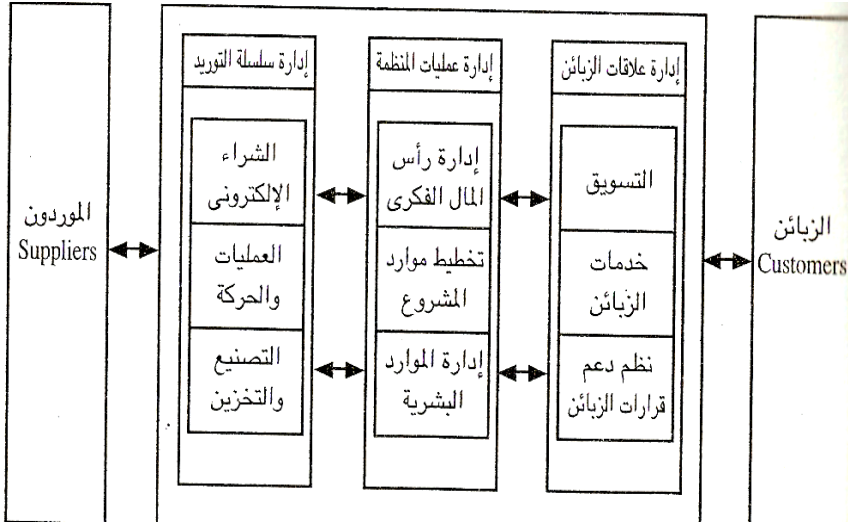 الزبائن
Customers
إدارة علاقات الزبائن
التسويق
خدمات
الزبائن
نظم دعم
قرارات الزبائن
إدارة عمليات المنظمة
إدارة رأس
المال الفكرى
تخطيط موارد
المشروع
إدارة الموارد
البشرية
إدارة سلسلة التوريد
الشراء
الإلكترونى
العمليات
والحركة
التصنيع
والتخزين
الموردون
Suppliers